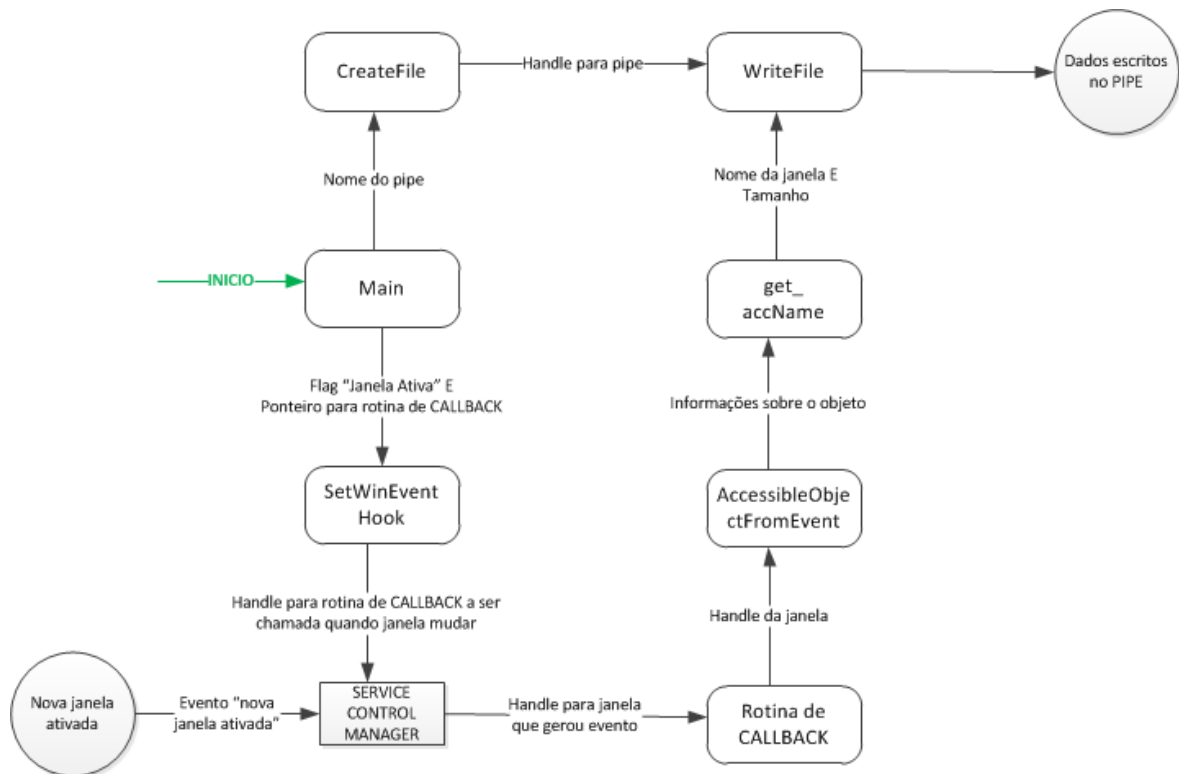 CreateFile
Handle para pipe
WriteFile
Dados escritos
no PIPE
Nome do pipe
Nome da janela E
Tamanho
INICIO
Main
get_
accName
Flag "Janela Ativa" E
Ponteiro para rotina de CALLBACK
Informações sobre o objeto
SetWinEvent
Hook
AccessibleObje
ctFromEvent
Handle para rotina de CALLBACK a ser
chamada quando janela mudar
Handle da janela
Nova janela
ativada
Evento "nova
janela ativada"
SERVICE
CONTROL
MANAGER
Handle para janela
que gerou evento
Rotina de
CALLBACK